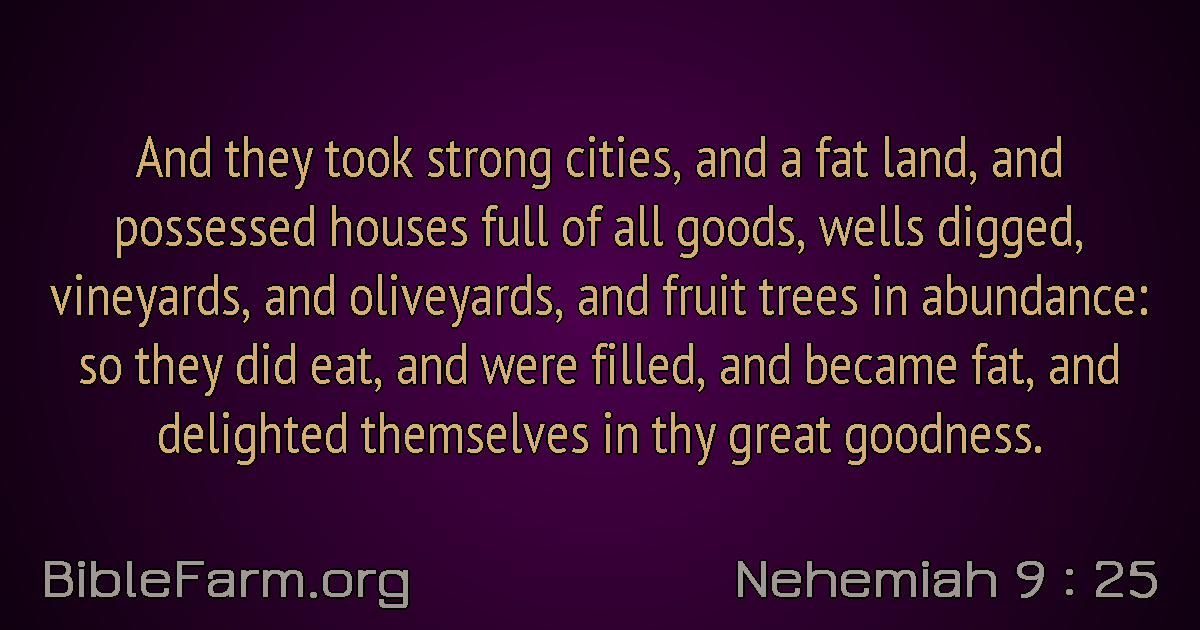 And they took strong cities, and a fat land, and
possessed houses full of all goods, wells digged,
vineyards, and oliveyards, and fruit trees in abundance:
so they did eat, and were filled, and became fat, and
delighted themselves in thy great goodness.
BibleFarm.org
Nehemiah 9 : 25